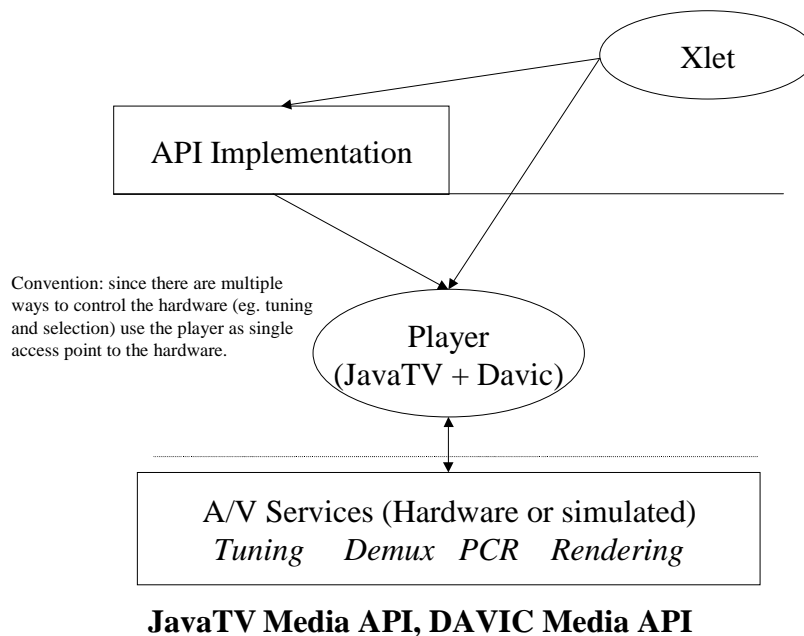 Xlet
API Implementation
Convention: since there are multiple
ways to control the hardware (eg. tuning
and selection) use the player as single
access point to the hardware.
Player
(JavaTV + Davic)
A/V Services (Hardware or simulated)
Tuning Demux PCR Rendering
JavaTV Media API, DAVIC Media API